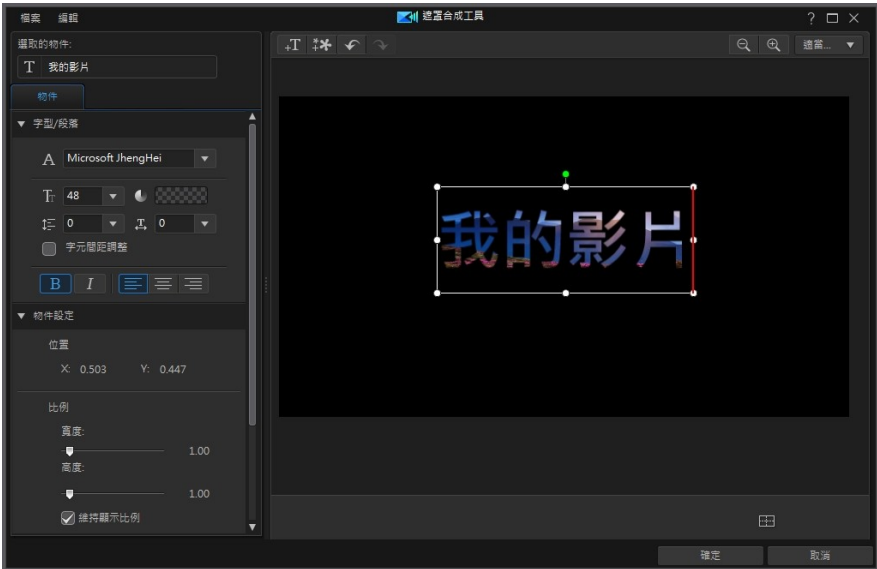 檔案 編輯
遮罩合成工具
選取的物件:
T 我的影片
物件
字型/段落
Microsoft JhengHei
48
0 0
字元間距調整
B I
物件設定
位置
X: 0.503 Y: 0.447
比例
寬度:
1.00
高度:
1.00
維持顯示比例
+T
適當...
我的影片
確定 取消